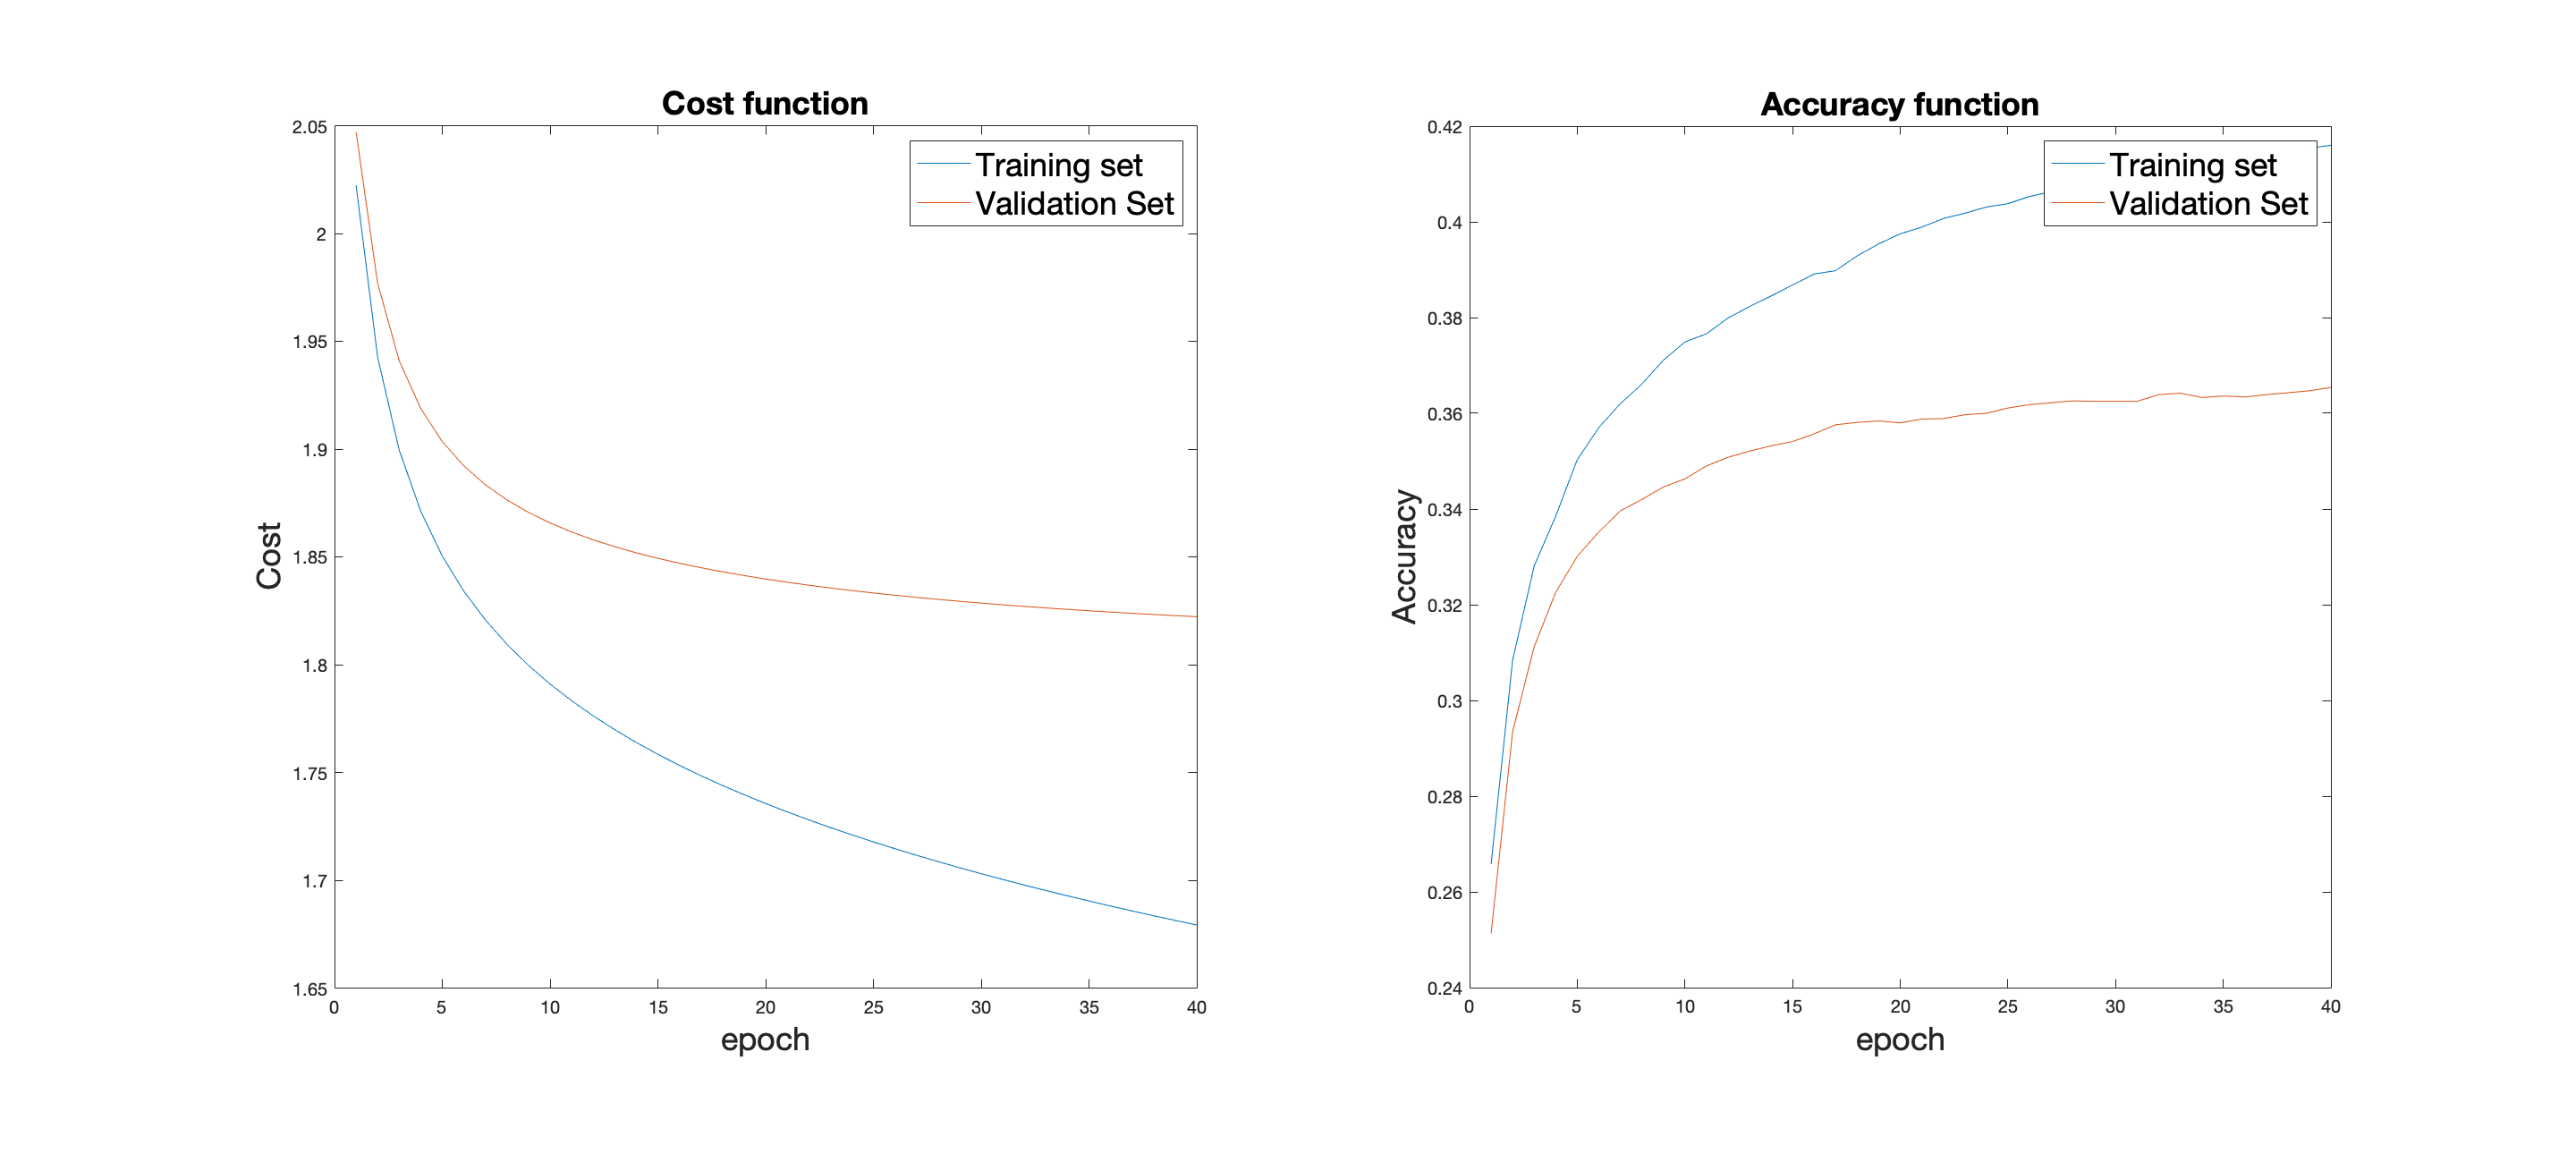 Cost function
2.05
2
1.95
1.9
1.85
1.8
1.75
1.7
1.65
Cost
0 5 10 15 20 25 30 35 40
epoch
Training set
Validation Set
Accuracy function
0.42
0.4
0.38
0.36
0.34
0.32
0.3
0.28
0.26
0.24
Accuracy
0 5 10 15 20 25 30 35 40
epoch
Training set
Validation Set